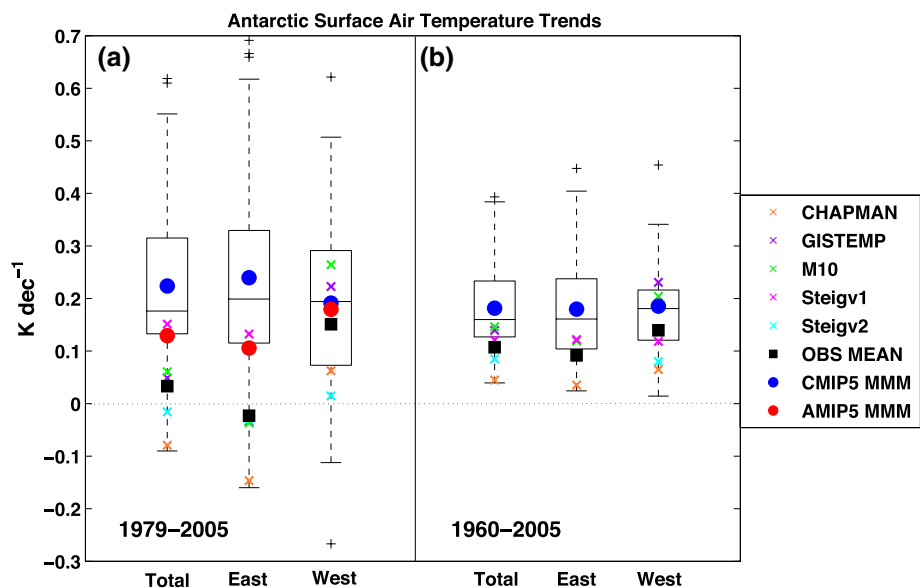 Antarctic Surface Air Temperature Trends
K dec⁻¹
0.7
0.6
0.5
0.4
0.3
0.2
0.1
0
−0.1
−0.2
−0.3
(a)
1979−2005
Total East West
(b)
1960−2005
Total East West
CHAPMAN
GISTEMP
M10
Steigv1
Steigv2
OBS MEAN
CMIP5 MMM
AMIP5 MMM